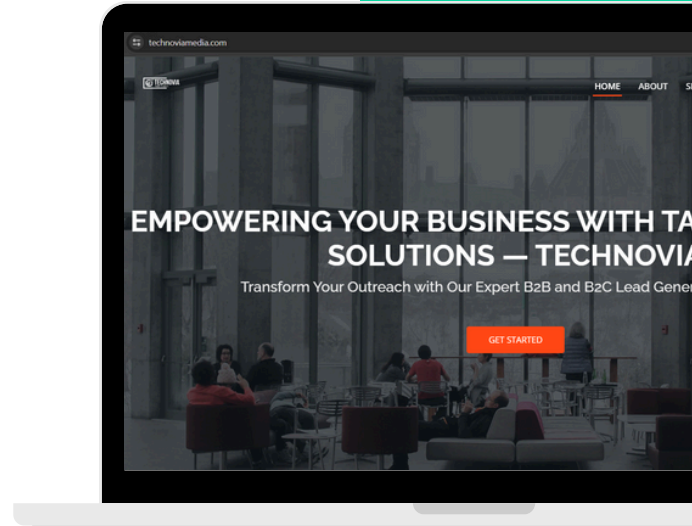 technoviamedia.com
TECHNOVIA
HOME ABOUT
EMPOWERING YOUR BUSINESS WITH TA
SOLUTIONS — TECHNOVIA
Transform Your Outreach with Our Expert B2B and B2C Lead Gener
GET STARTED